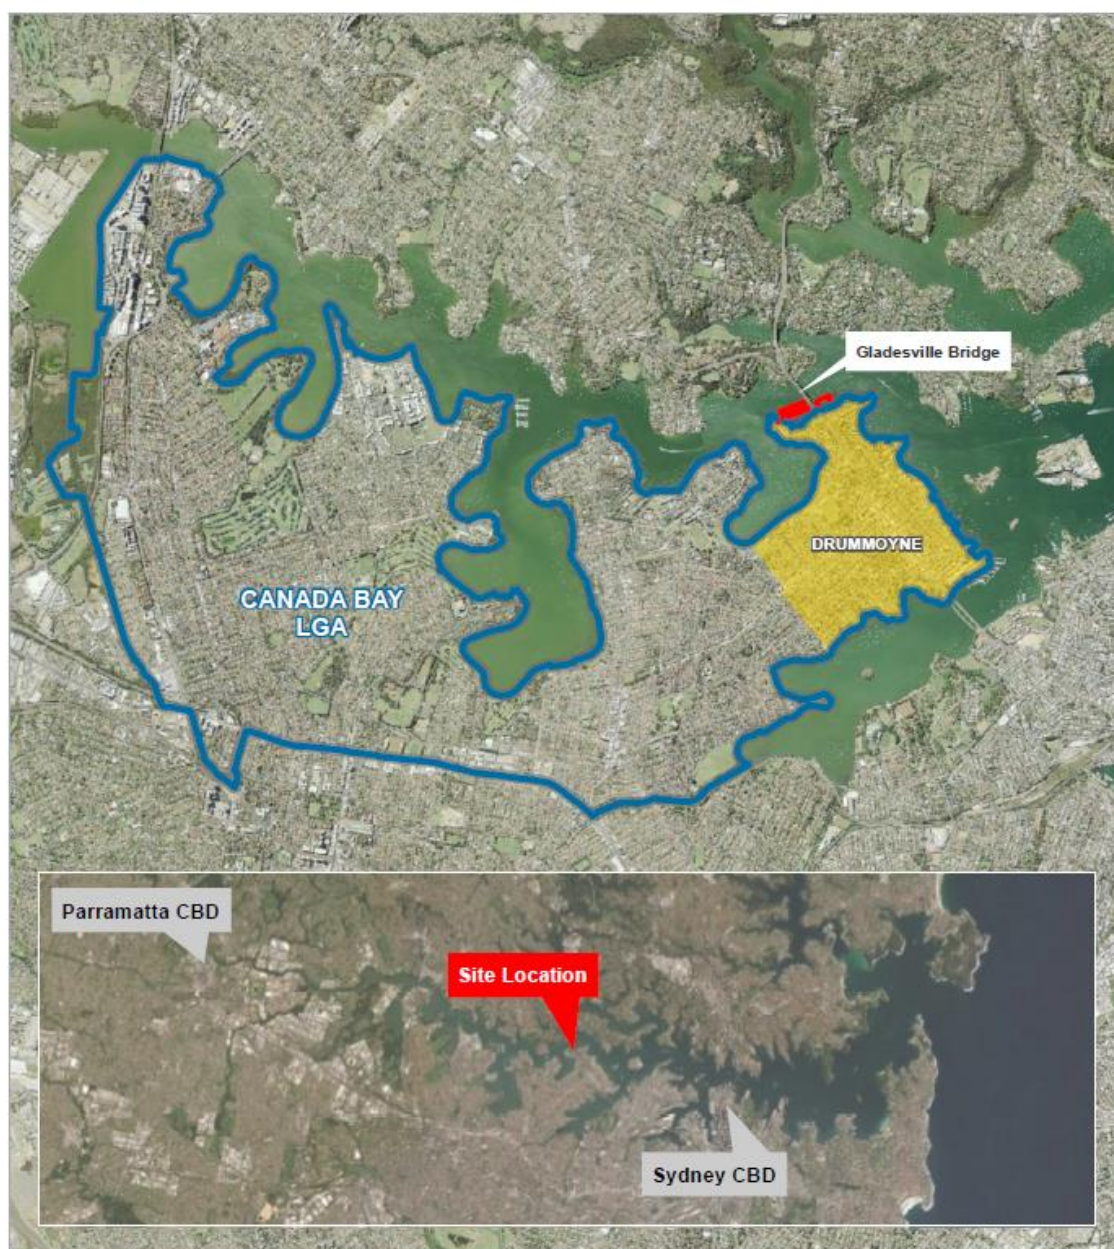 Gladesville Bridge
DRUMMOYNE
CANADA BAY
LGA
Parramatta CBD
Site Location
Sydney CBD